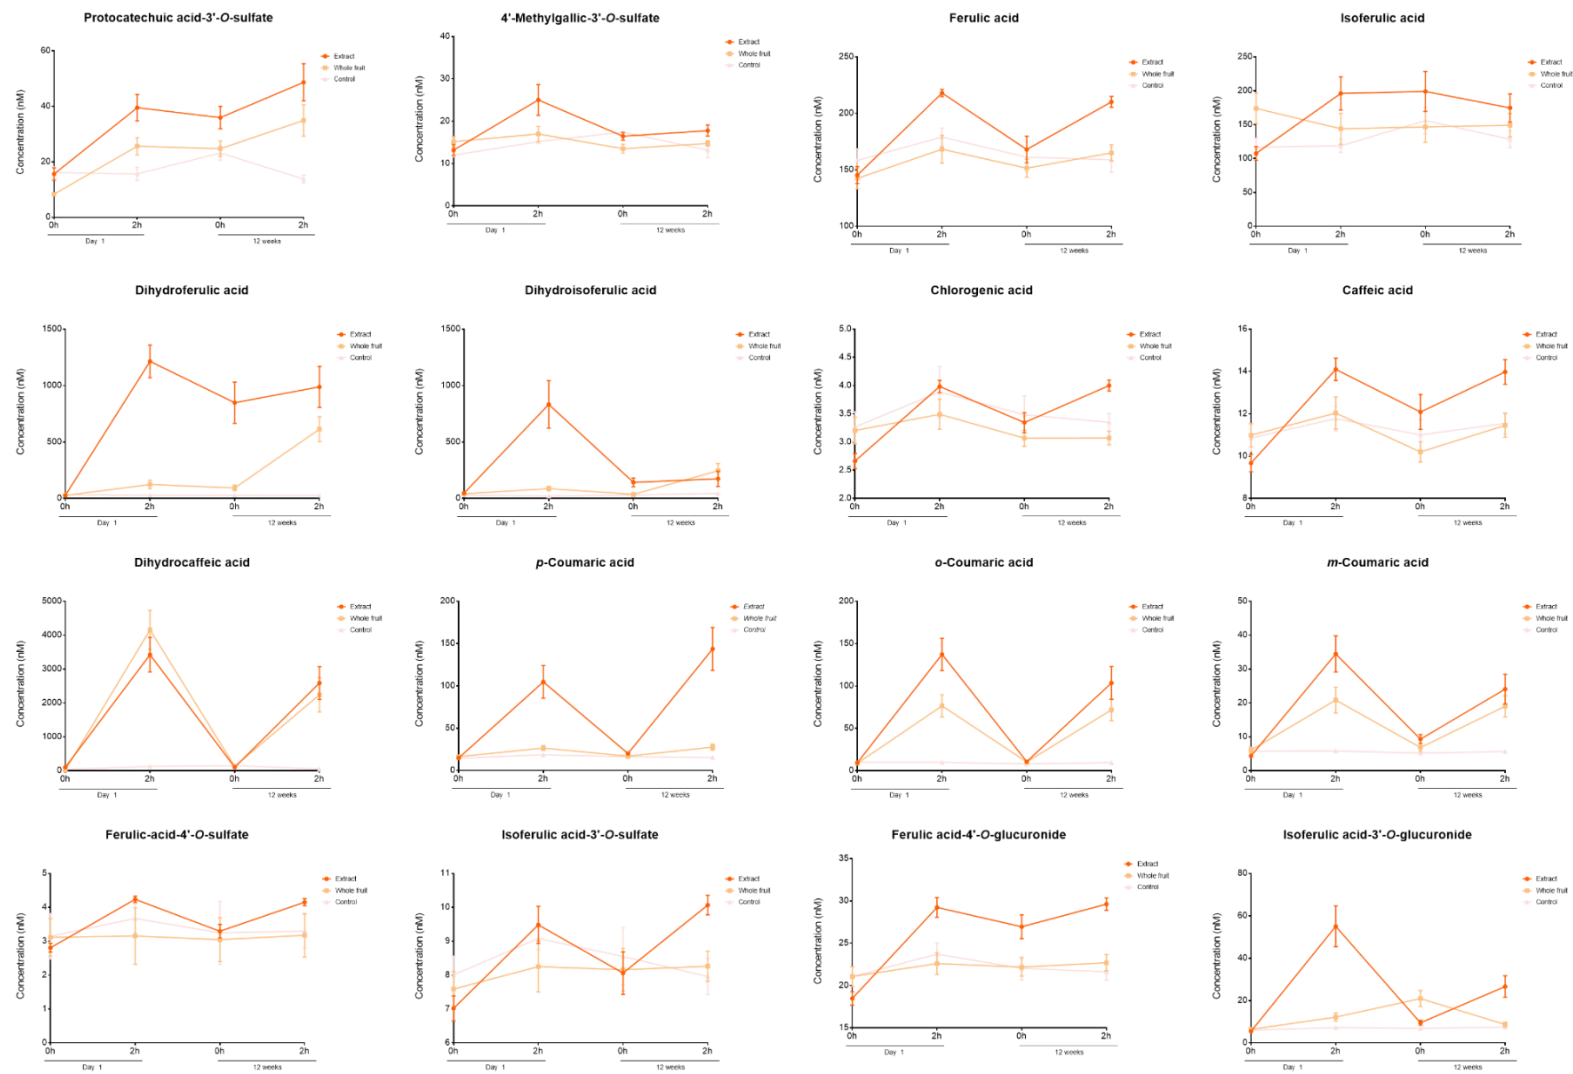 Protocatechuic acid-3'-O-sulfate
Concentration (nM)
60
40
20
0
0h
2h
0h
2h
Day 1
12 weeks
Extract
Whole fruit
Control
4'-Methylgallic-3'-O-sulfate
Concentration (nM)
40
30
20
10
0
0h
2h
0h
2h
Day 1
12 weeks
Extract
Whole fruit
Control
Ferulic acid
Concentration (nM)
250
200
150
100
0h
2h
0h
2h
Day 1
12 weeks
Extract
Whole fruit
Control
Isoferulic acid
Concentration (nM)
250
200
150
100
50
0
0h
2h
0h
2h
Day 1
12 weeks
Extract
Whole fruit
Control
Dihydroferulic acid
Concentration (nM)
1500
1000
500
0
0h
2h
0h
2h
Day 1
12 weeks
Extract
Whole fruit
Control
Dihydroisoferulic acid
Concentration (nM)
1500
1000
500
0
0h
2h
0h
2h
Day 1
12 weeks
Extract
Whole fruit
Control
Chlorogenic acid
Concentration (nM)
5.0
4.5
4.0
3.5
3.0
2.5
2.0
0h
2h
0h
2h
Day 1
12 weeks
Extract
Whole fruit
Control
Caffeic acid
Concentration (nM)
16
14
12
10
8
0h
2h
0h
2h
Day 1
12 weeks
Extract
Whole fruit
Control
Dihydrocaffeic acid
Concentration (nM)
5000
4000
3000
2000
1000
0
0h
2h
0h
2h
Day 1
12 weeks
Extract
Whole fruit
Control
p-Coumaric acid
Concentration (nM)
200
150
100
50
0
0h
2h
0h
2h
Day 1
12 weeks
Extract
Whole fruit
Control
o-Coumaric acid
Concentration (nM)
200
150
100
50
0
0h
2h
0h
2h
Day 1
12 weeks
Extract
Whole fruit
Control
m-Coumaric acid
Concentration (nM)
50
40
30
20
10
0
0h
2h
0h
2h
Day 1
12 weeks
Extract
Whole fruit
Control
Ferulic-acid-4'-O-sulfate
Concentration (nM)
5
4
3
2
1
0
0h
2h
0h
2h
Day 1
12 weeks
Extract
Whole fruit
Control
Isoferulic acid-3'-O-sulfate
Concentration (nM)
11
10
9
8
7
6
0h
2h
0h
2h
Day 1
12 weeks
Extract
Whole fruit
Control
Ferulic acid-4'-O-glucuronide
Concentration (nM)
35
30
25
20
15
0h
2h
0h
2h
Day 1
12 weeks
Extract
Whole fruit
Control
Isoferulic acid-3'-O-glucuronide
Concentration (nM)
80
60
40
20
0
0h
2h
0h
2h
Day 1
12 weeks
Extract
Whole fruit
Control